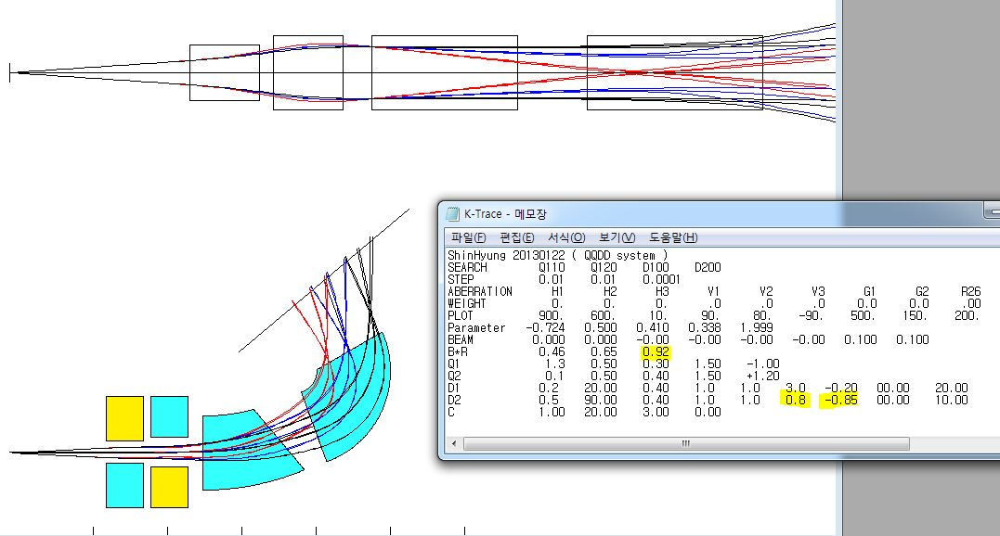 K-Trace - 메모장
파일(F) 편집(E) 서식(O) 보기(V) 도움말(H)
ShinHyung 20130122 ( QQDD system )
SEARCH Q110 Q120 D100 D200
STEP 0.01 0.01 0.0001
ABERRATION H1 H2 H3 V1 V2 V3 G1 G2 R26
WEIGHT 0. 0. 0. .0 .0 .0 0.0 0.0 .00
PLOT 900. 600. 10. 90. 80. -90. 500. 150. 200.
Parameter -0.724 0.500 0.410 0.338 1.999
BEAM 0.000 0.000 -0.00 -0.00 -0.00 -0.00 0.100 0.100
B*R 0.46 0.65 0.92
Q1 1.3 0.50 0.30 1.50 -1.00
Q2 0.1 0.50 0.40 1.50 +1.20
D1 0.2 20.00 0.40 1.0 1.0 3.0 -0.20 00.00 20.00
D2 0.5 90.00 0.40 1.0 1.0 0.8 -0.85 00.00 10.00
C 1.00 20.00 3.00 0.00